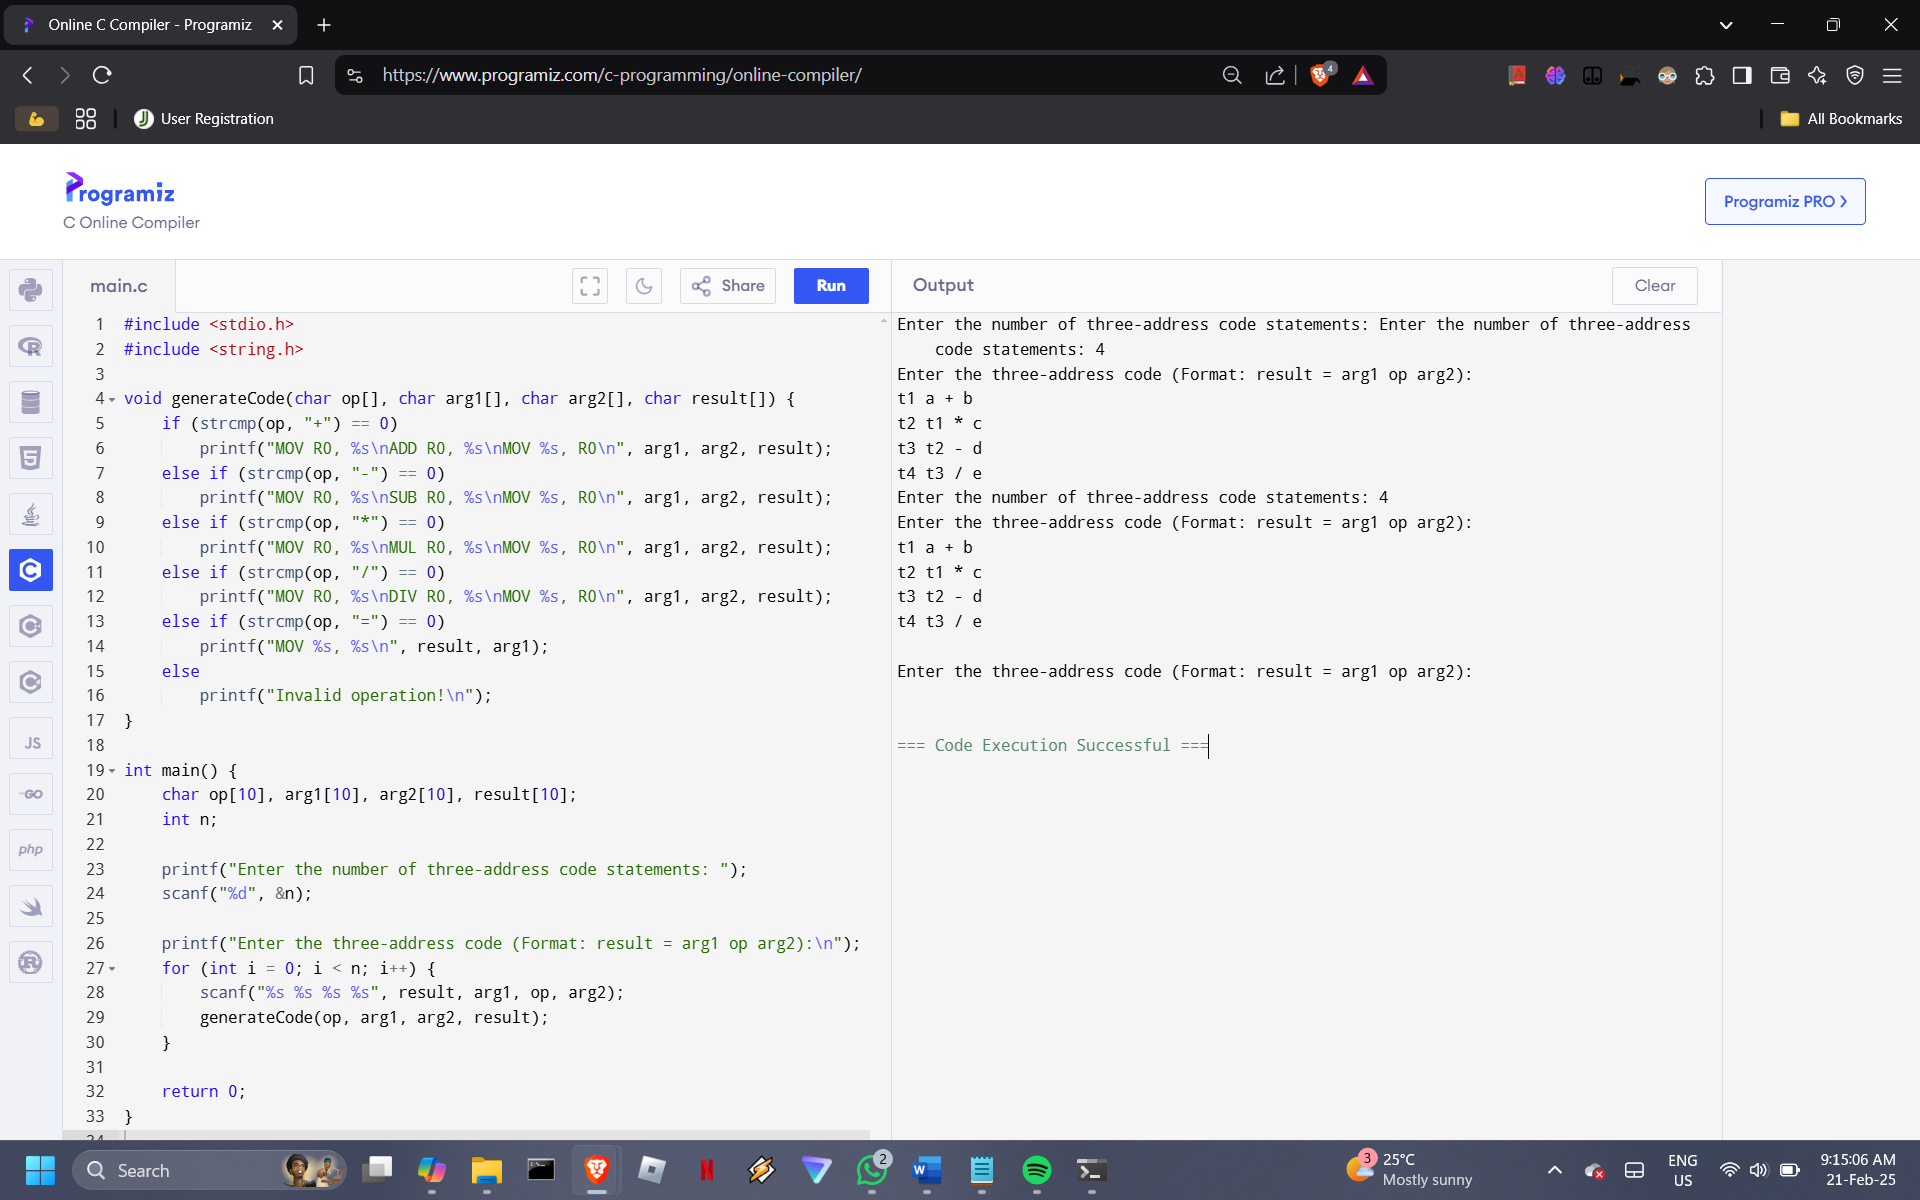 Online C Compiler - Programiz
https://www.programiz.com/c-programming/online-compiler/
4
User Registration
All Bookmarks
Programiz
C Online Compiler
Programiz PRO
main.c
Share
Run
Output
Clear
1 #include <stdio.h>
2 #include <string.h>
3
4 void generateCode(char op[], char arg1[], char arg2[], char result[]) {
5 if (strcmp(op, "+") == 0)
6 printf("MOV R0, %s\nADD R0, %s\nMOV %s, R0\n", arg1, arg2, result);
7 else if (strcmp(op, "-") == 0)
8 printf("MOV R0, %s\nSUB R0, %s\nMOV %s, R0\n", arg1, arg2, result);
9 else if (strcmp(op, "*") == 0)
10 printf("MOV R0, %s\nMUL R0, %s\nMOV %s, R0\n", arg1, arg2, result);
11 else if (strcmp(op, "/") == 0)
12 printf("MOV R0, %s\nDIV R0, %s\nMOV %s, R0\n", arg1, arg2, result);
13 else if (strcmp(op, "=") == 0)
14 printf("MOV %s, %s\n", result, arg1);
15 else
16 printf("Invalid operation!\n");
17 }
18
19 int main() {
20 char op[10], arg1[10], arg2[10], result[10];
21 int n;
22
23 printf("Enter the number of three-address code statements: ");
24 scanf("%d", &n);
25
26 printf("Enter the three-address code (Format: result = arg1 op arg2):\n");
27 for (int i = 0; i < n; i++) {
28 scanf("%s %s %s %s", result, arg1, op, arg2);
29 generateCode(op, arg1, arg2, result);
30 }
31
32 return 0;
33 }
34
Enter the number of three-address code statements: Enter the number of three-address
code statements: 4
Enter the three-address code (Format: result = arg1 op arg2):
t1 a + b
t2 t1 * c
t3 t2 - d
t4 t3 / e
Enter the number of three-address code statements: 4
Enter the three-address code (Format: result = arg1 op arg2):
t1 a + b
t2 t1 * c
t3 t2 - d
t4 t3 / e
Enter the three-address code (Format: result = arg1 op arg2):
=== Code Execution Successful ===
JS
GO
php
Search
2
3
25°C
Mostly sunny
ENG
US
9:15:06 AM
21-Feb-25